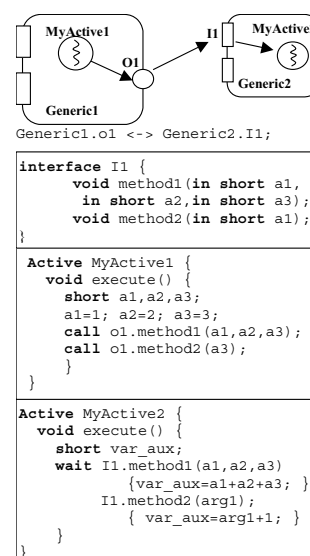 MyActive1
O1
I1
MyActive
Generic1
Generic2
Generic1.o1 <-> Generic2.I1;
interface I1 {
void method1(in short a1,
in short a2,in short a3);
void method2(in short a1);
}
Active MyActive1 {
void execute() {
short a1,a2,a3;
a1=1; a2=2; a3=3;
call o1.method1(a1,a2,a3);
call o1.method2(a3);
}
}
Active MyActive2 {
void execute() {
short var_aux;
wait I1.method1(a1,a2,a3)
{var_aux=a1+a2+a3; }
I1.method2(arg1);
{ var_aux=arg1+1; }
}
}